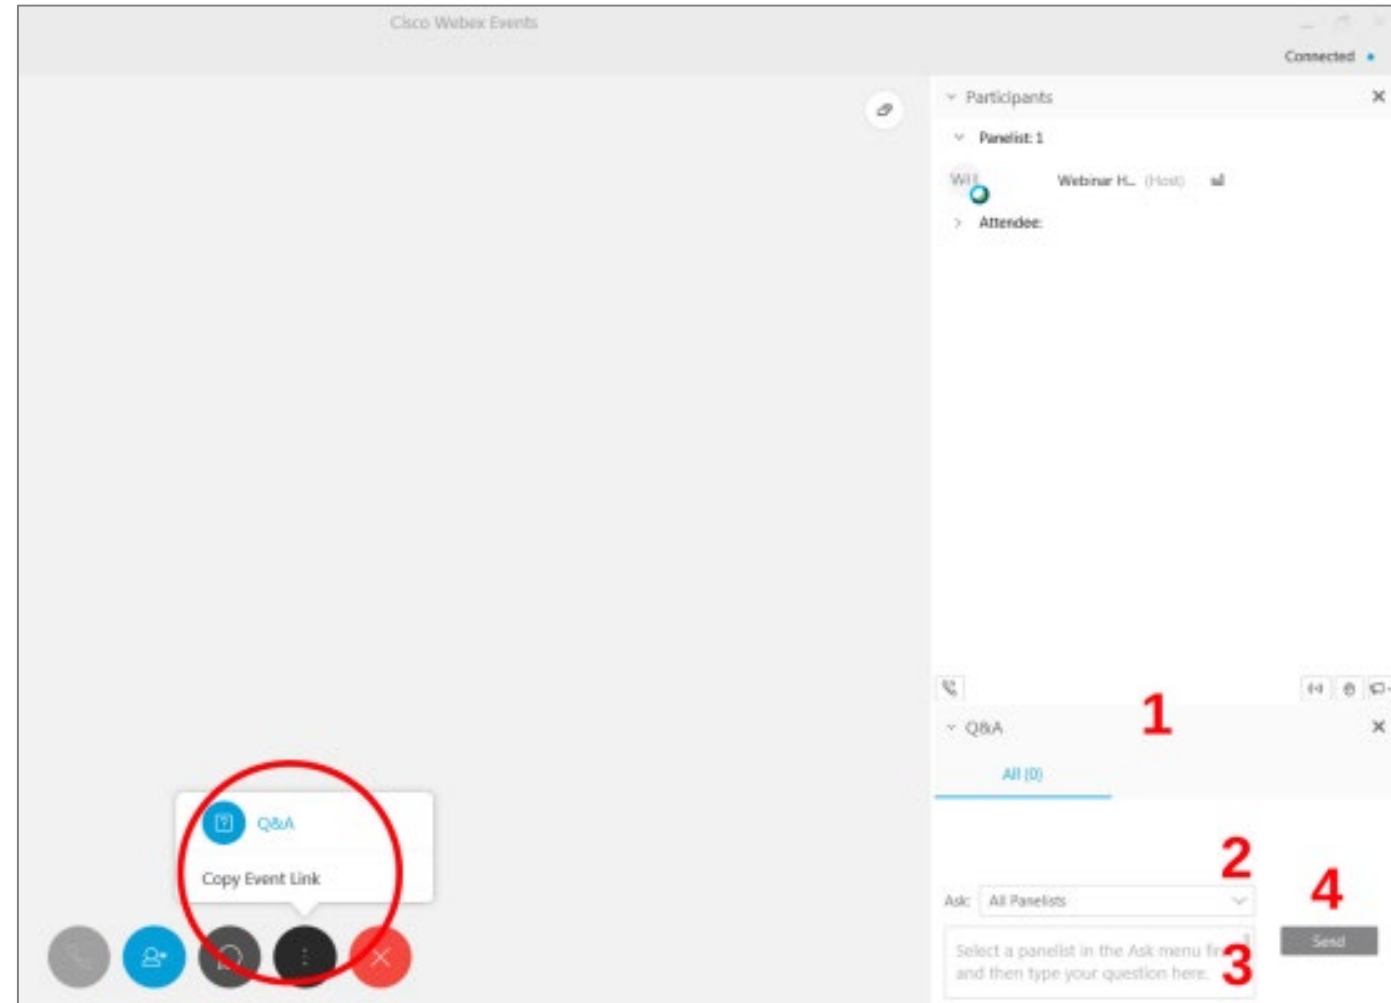 Cisco Webex Events
Connected
Participants
Panelist: 1
Webinar H... (Host)
Attendee:
1
Q&A
All (0)
Q&A
Copy Event Link
2
Ask: All Panelists
4
Select a panelist in the Ask menu
and then type your question here.
3
Send